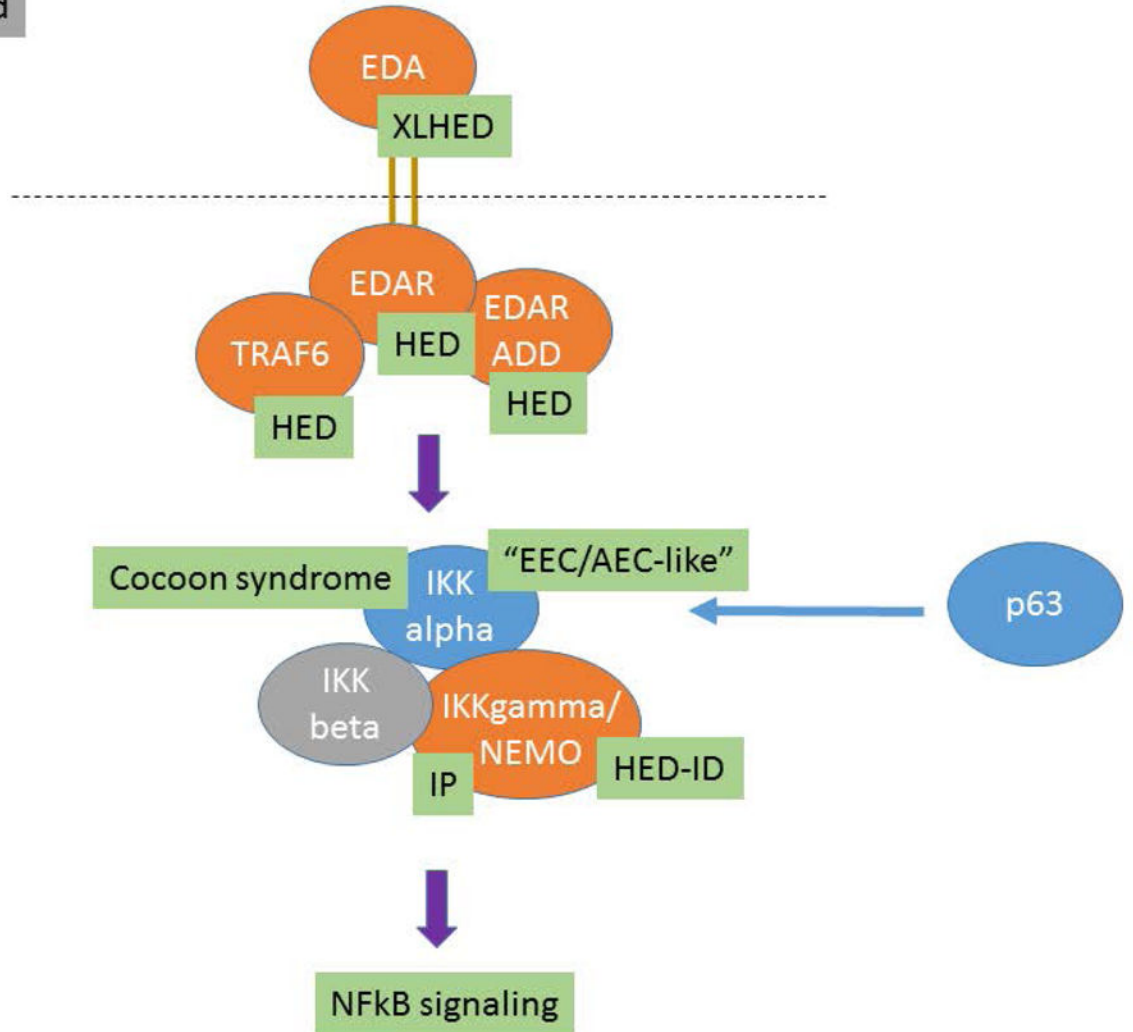 EDA
XLHED
EDAR
HED
EDAR
ADD
HED
TRAF6
HED
Cocoon syndrome
IKK
alpha
“EEC/AEC-like”
p63
IKK
beta
IKKgamma/
NEMO
IP
HED-ID
NFkB signaling